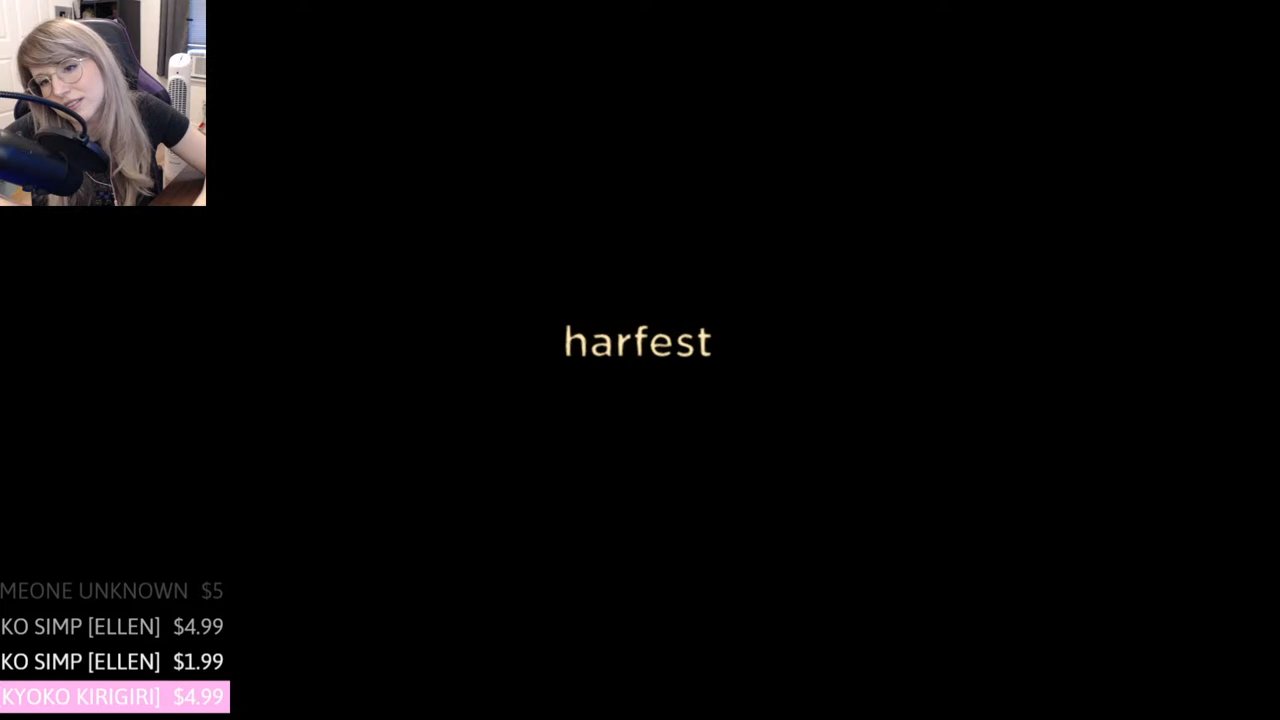 harfest
MEONE UNKNOWN $5
KO SIMP [ELLEN] $4.99
KO SIMP [ELLEN] $1.99
KYOKO KIRIGIRI] $4.99